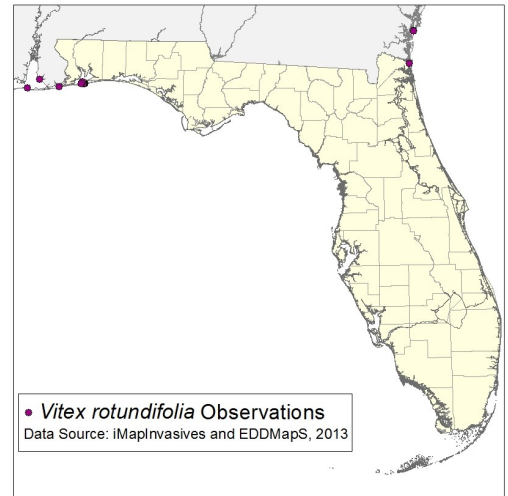 Vitex rotundifolia Observations
Data Source: iMapInvasives and EDDMapS, 2013